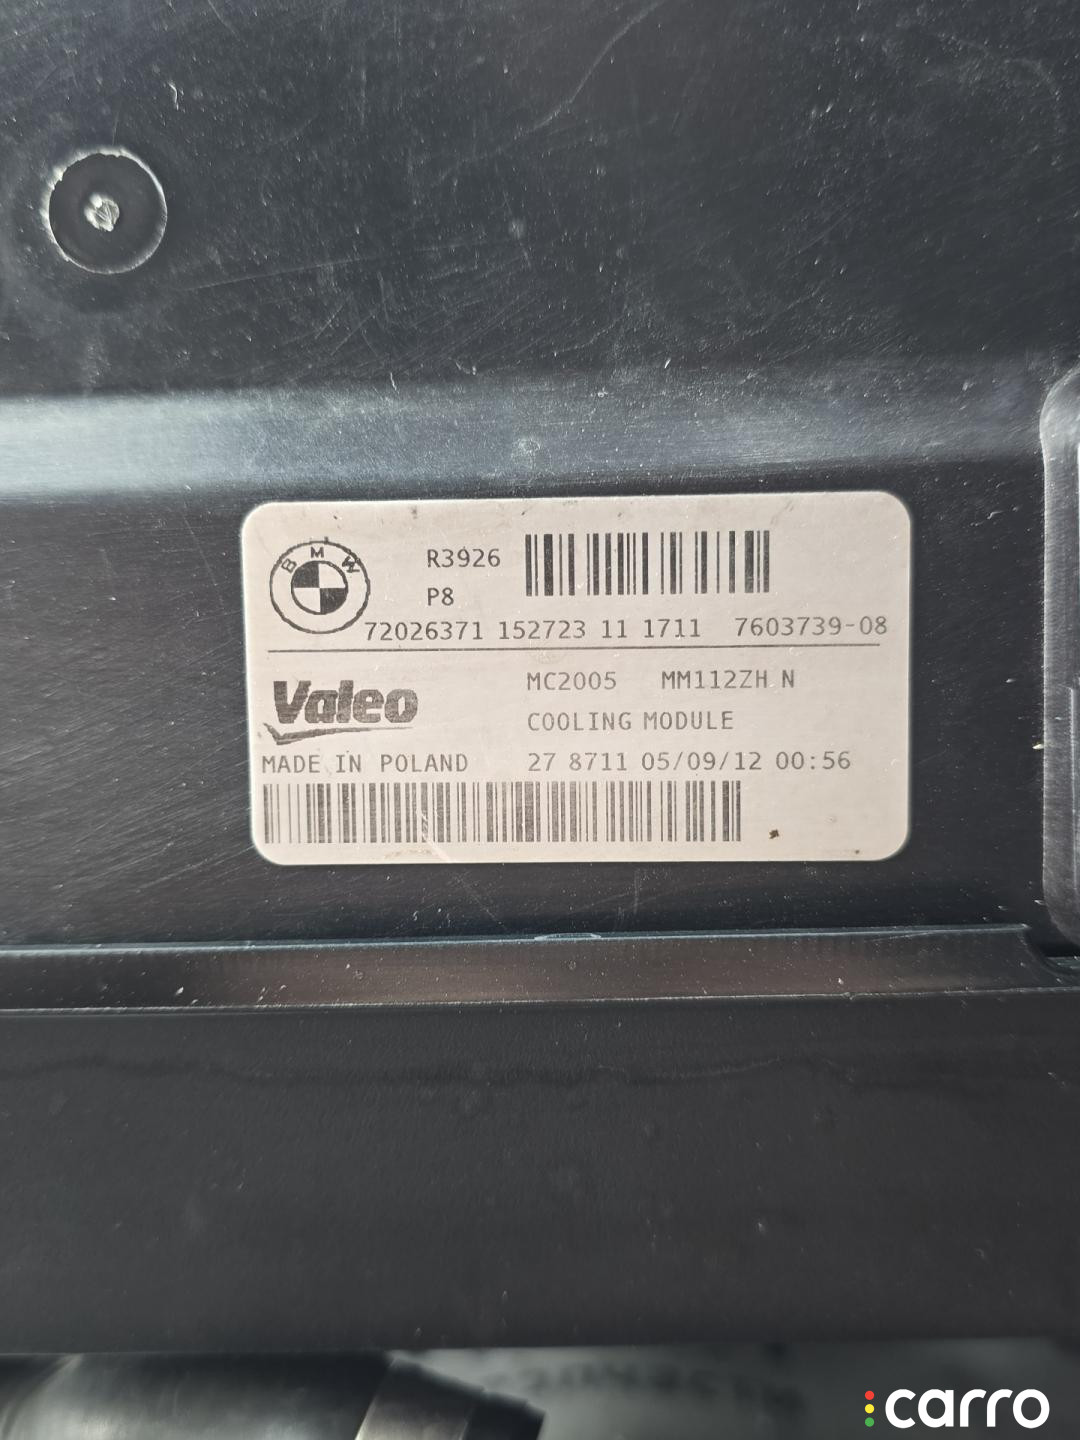 BMW
R3926
P8
72026371 152723 11 1711 7603739-08
Valeo
MC2005 MM112ZH N
COOLING MODULE
MADE IN POLAND 27 8711 05/09/12 00:56
carro